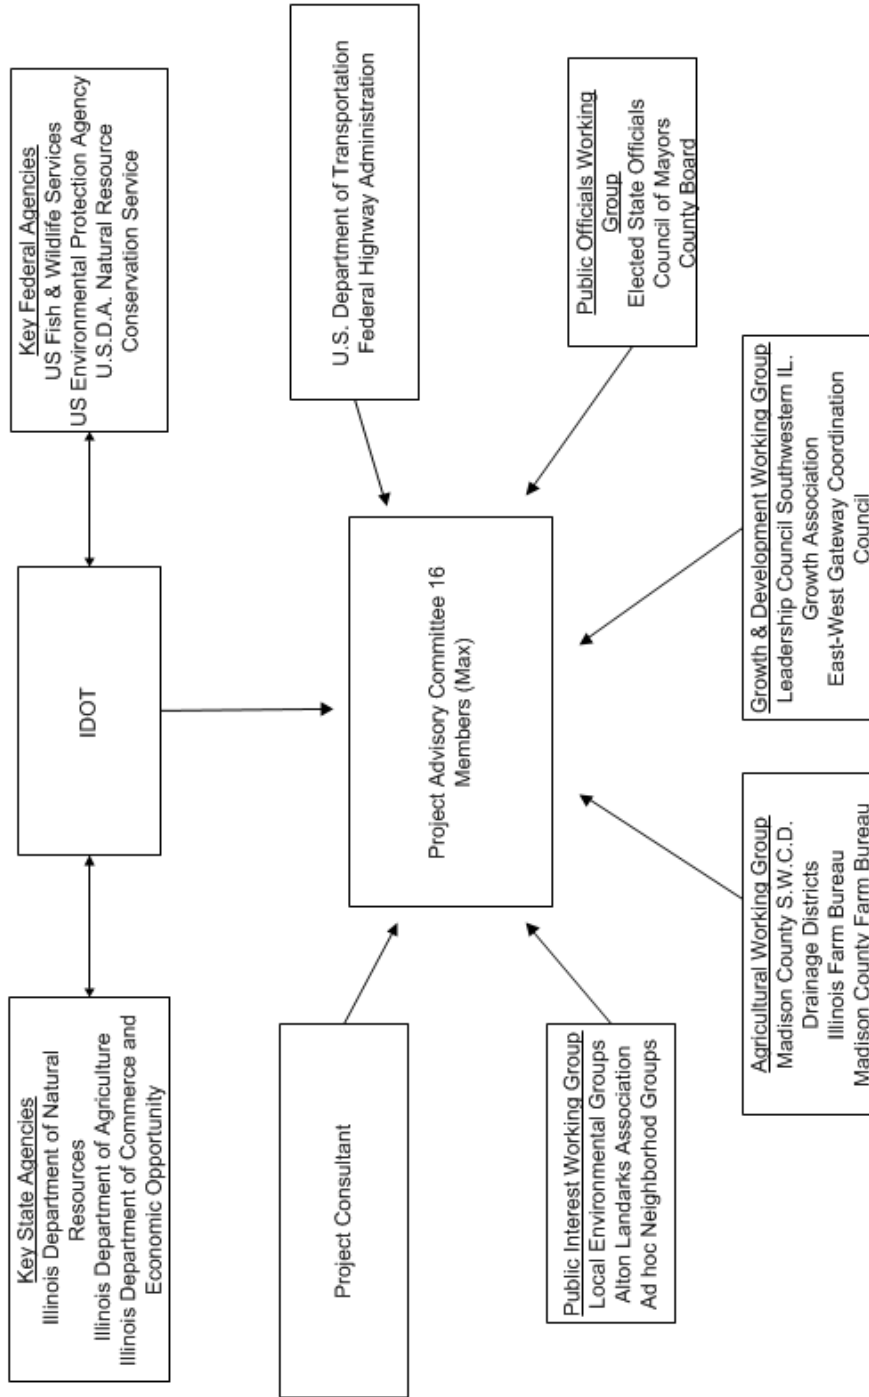 Key State Agencies
Illinois Department of Natural
Resources
Illinois Department of Agriculture
Illinois Department of Commerce and
Economic Opportunity
IDOT
Key Federal Agencies
US Fish & Wildlife Services
US Environmental Protection Agency
U.S.D.A. Natural Resource
Conservation Service
Project Consultant
Project Advisory Committee 16
Members (Max)
U.S. Department of Transportation
Federal Highway Administration
Public Interest Working Group
Local Environmental Groups
Alton Landarks Association
Ad hoc Neighborhod Groups
Public Officials Working
Group
Elected State Officials
Council of Mayors
County Board
Agricultural Working Group
Madison County S.W.C.D.
Drainage Districts
Illinois Farm Bureau
Madison County Farm Bureau
Growth & Development Working Group
Leadership Council Southwestern IL.
Growth Association
East-West Gateway Coordination
Council